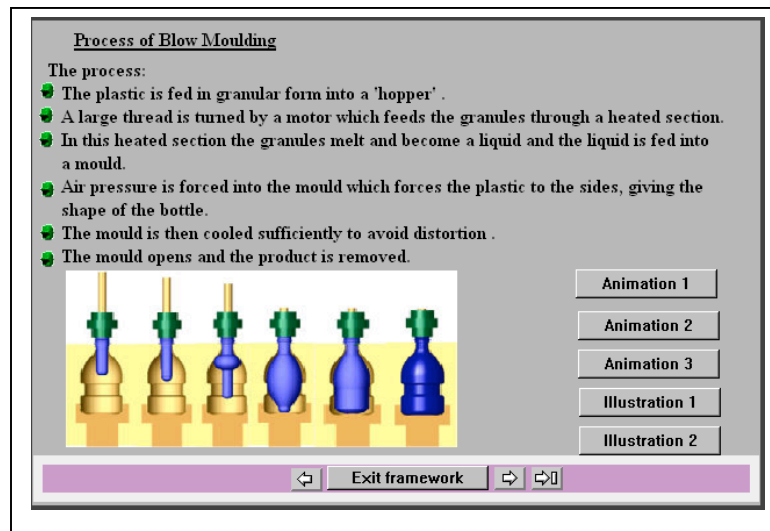 Process of Blow Moulding
The process:
The plastic is fed in granular form into a 'hopper' .
A large thread is turned by a motor which feeds the granules through a heated section.
In this heated section the granules melt and become a liquid and the liquid is fed into
a mould.
Air pressure is forced into the mould which forces the plastic to the sides, giving the
shape of the bottle.
The mould is then cooled sufficiently to avoid distortion .
The mould opens and the product is removed.
Animation 1
Animation 2
Animation 3
Illustration 1
Illustration 2
Exit framework